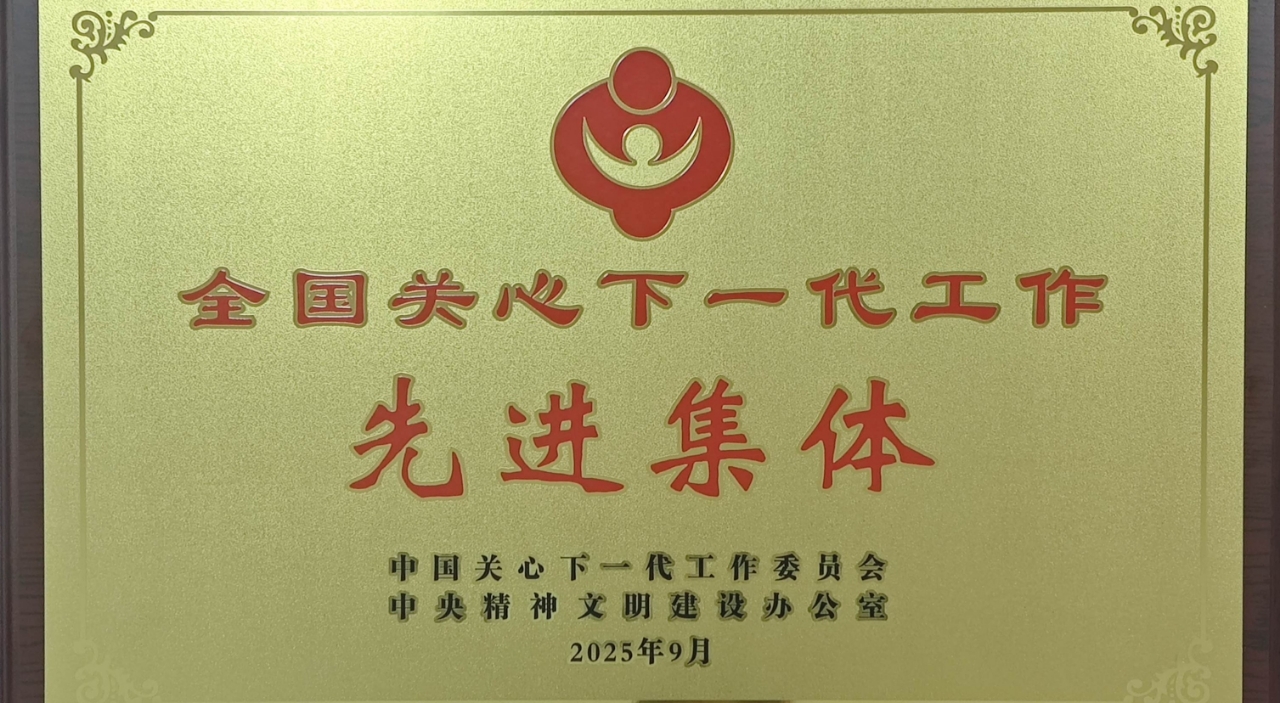 全国关心下一代工作
先进集体
中国关心下一代工作委员会
中央精神文明建设办公室
2025年9月